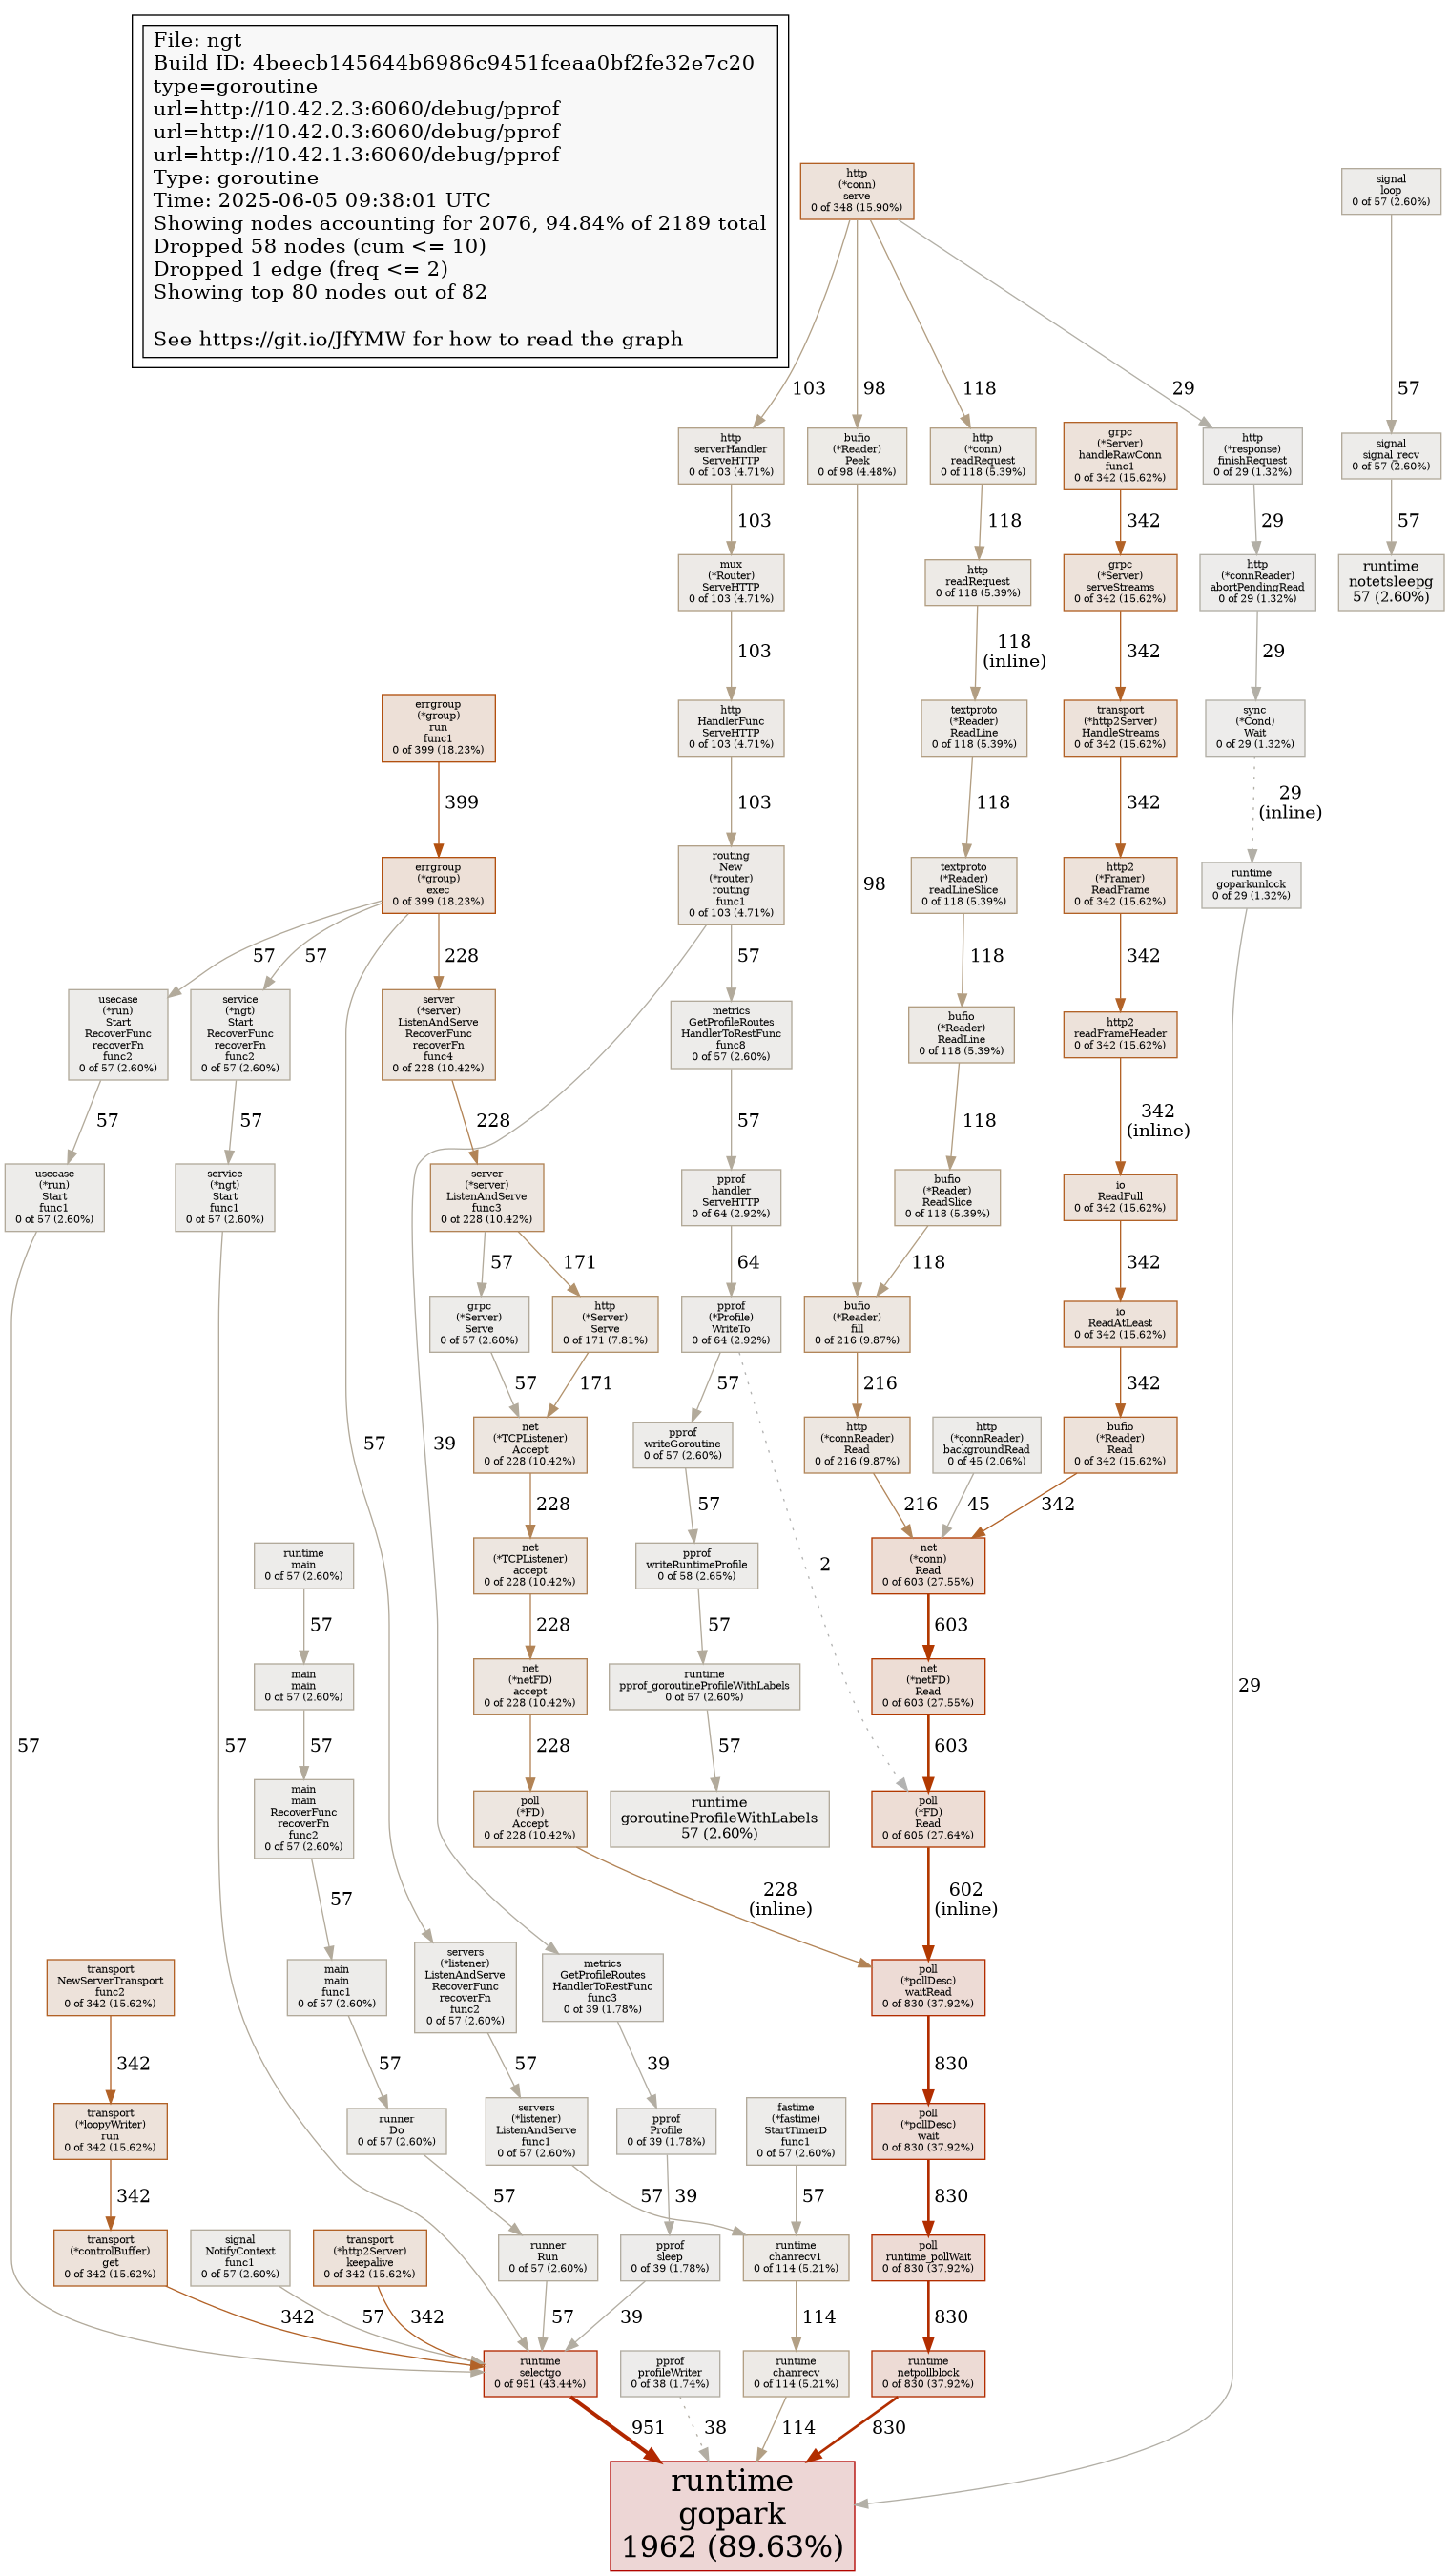 File: ngt
Build ID: 4beecb145644b6986c9451fceaa0bf2fe32e7c20
type=goroutine
url=http://10.42.2.3:6060/debug/pprof
url=http://10.42.0.3:6060/debug/pprof
url=http://10.42.1.3:6060/debug/pprof
Type: goroutine
Time: 2025-06-05 09:38:01 UTC
Showing nodes accounting for 2076, 94.84% of 2189 total
Dropped 58 nodes (cum <= 10)
Dropped 1 edge (freq <= 2)
Showing top 80 nodes out of 82
See https://git.io/JfYMW for how to read the graph
http
(*conn)
serve
0 of 348 (15.90%)
signal
loop
0 of 57 (2.60%)
103
98
118
29
57
http
serverHandler
ServeHTTP
0 of 103 (4.71%)
bufio
(*Reader)
Peek
0 of 98 (4.48%)
http
(*conn)
readRequest
0 of 118 (5.39%)
grpc
(*Server)
handleRawConn
func1
0 of 342 (15.62%)
http
(*response)
finishRequest
0 of 29 (1.32%)
signal
signal_recv
0 of 57 (2.60%)
103
118
342
29
57
mux
(*Router)
ServeHTTP
0 of 103 (4.71%)
http
readRequest
0 of 118 (5.39%)
grpc
(*Server)
serveStreams
0 of 342 (15.62%)
http
(*connReader)
abortPendingRead
0 of 29 (1.32%)
runtime
notetsleepg
57 (2.60%)
103
118
(inline)
342
29
errgroup
(*group)
run
func1
0 of 399 (18.23%)
http
HandlerFunc
ServeHTTP
0 of 103 (4.71%)
textproto
(*Reader)
ReadLine
0 of 118 (5.39%)
transport
(*http2Server)
HandleStreams
0 of 342 (15.62%)
sync
(*Cond)
Wait
0 of 29 (1.32%)
399
103
118
342
29
(inline)
errgroup
(*group)
exec
0 of 399 (18.23%)
routing
New
(*router)
routing
func1
0 of 103 (4.71%)
98
textproto
(*Reader)
readLineSlice
0 of 118 (5.39%)
http2
(*Framer)
ReadFrame
0 of 342 (15.62%)
runtime
goparkunlock
0 of 29 (1.32%)
57
57
228
57
118
342
usecase
(*run)
Start
RecoverFunc
recoverFn
func2
0 of 57 (2.60%)
service
(*ngt)
Start
RecoverFunc
recoverFn
func2
0 of 57 (2.60%)
server
(*server)
ListenAndServe
RecoverFunc
recoverFn
func4
0 of 228 (10.42%)
metrics
GetProfileRoutes
HandlerToRestFunc
func8
0 of 57 (2.60%)
bufio
(*Reader)
ReadLine
0 of 118 (5.39%)
http2
readFrameHeader
0 of 342 (15.62%)
57
57
228
57
118
342
(inline)
usecase
(*run)
Start
func1
0 of 57 (2.60%)
service
(*ngt)
Start
func1
0 of 57 (2.60%)
server
(*server)
ListenAndServe
func3
0 of 228 (10.42%)
pprof
handler
ServeHTTP
0 of 64 (2.92%)
bufio
(*Reader)
ReadSlice
0 of 118 (5.39%)
io
ReadFull
0 of 342 (15.62%)
57
171
64
118
342
grpc
(*Server)
Serve
0 of 57 (2.60%)
http
(*Server)
Serve
0 of 171 (7.81%)
pprof
(*Profile)
WriteTo
0 of 64 (2.92%)
bufio
(*Reader)
fill
0 of 216 (9.87%)
io
ReadAtLeast
0 of 342 (15.62%)
57
171
57
216
342
57
39
net
(*TCPListener)
Accept
0 of 228 (10.42%)
pprof
writeGoroutine
0 of 57 (2.60%)
http
(*connReader)
Read
0 of 216 (9.87%)
http
(*connReader)
backgroundRead
0 of 45 (2.06%)
bufio
(*Reader)
Read
0 of 342 (15.62%)
228
57
216
45
342
runtime
main
0 of 57 (2.60%)
net
(*TCPListener)
accept
0 of 228 (10.42%)
pprof
writeRuntimeProfile
0 of 58 (2.65%)
2
net
(*conn)
Read
0 of 603 (27.55%)
57
228
57
603
main
main
0 of 57 (2.60%)
net
(*netFD)
accept
0 of 228 (10.42%)
runtime
pprof_goroutineProfileWithLabels
0 of 57 (2.60%)
net
(*netFD)
Read
0 of 603 (27.55%)
29
57
57
57
228
57
603
main
main
RecoverFunc
recoverFn
func2
0 of 57 (2.60%)
poll
(*FD)
Accept
0 of 228 (10.42%)
runtime
goroutineProfileWithLabels
57 (2.60%)
poll
(*FD)
Read
0 of 605 (27.64%)
57
228
(inline)
602
(inline)
transport
NewServerTransport
func2
0 of 342 (15.62%)
main
main
func1
0 of 57 (2.60%)
servers
(*listener)
ListenAndServe
RecoverFunc
recoverFn
func2
0 of 57 (2.60%)
metrics
GetProfileRoutes
HandlerToRestFunc
func3
0 of 39 (1.78%)
poll
(*pollDesc)
waitRead
0 of 830 (37.92%)
342
57
57
39
830
transport
(*loopyWriter)
run
0 of 342 (15.62%)
runner
Do
0 of 57 (2.60%)
servers
(*listener)
ListenAndServe
func1
0 of 57 (2.60%)
pprof
Profile
0 of 39 (1.78%)
fastime
(*fastime)
StartTimerD
func1
0 of 57 (2.60%)
poll
(*pollDesc)
wait
0 of 830 (37.92%)
342
57
57
39
57
830
transport
(*controlBuffer)
get
0 of 342 (15.62%)
signal
NotifyContext
func1
0 of 57 (2.60%)
transport
(*http2Server)
keepalive
0 of 342 (15.62%)
runner
Run
0 of 57 (2.60%)
pprof
sleep
0 of 39 (1.78%)
runtime
chanrecv1
0 of 114 (5.21%)
poll
runtime_pollWait
0 of 830 (37.92%)
342
57
342
57
39
114
830
runtime
selectgo
0 of 951 (43.44%)
pprof
profileWriter
0 of 38 (1.74%)
runtime
chanrecv
0 of 114 (5.21%)
runtime
netpollblock
0 of 830 (37.92%)
951
38
114
830
runtime
gopark
1962 (89.63%)